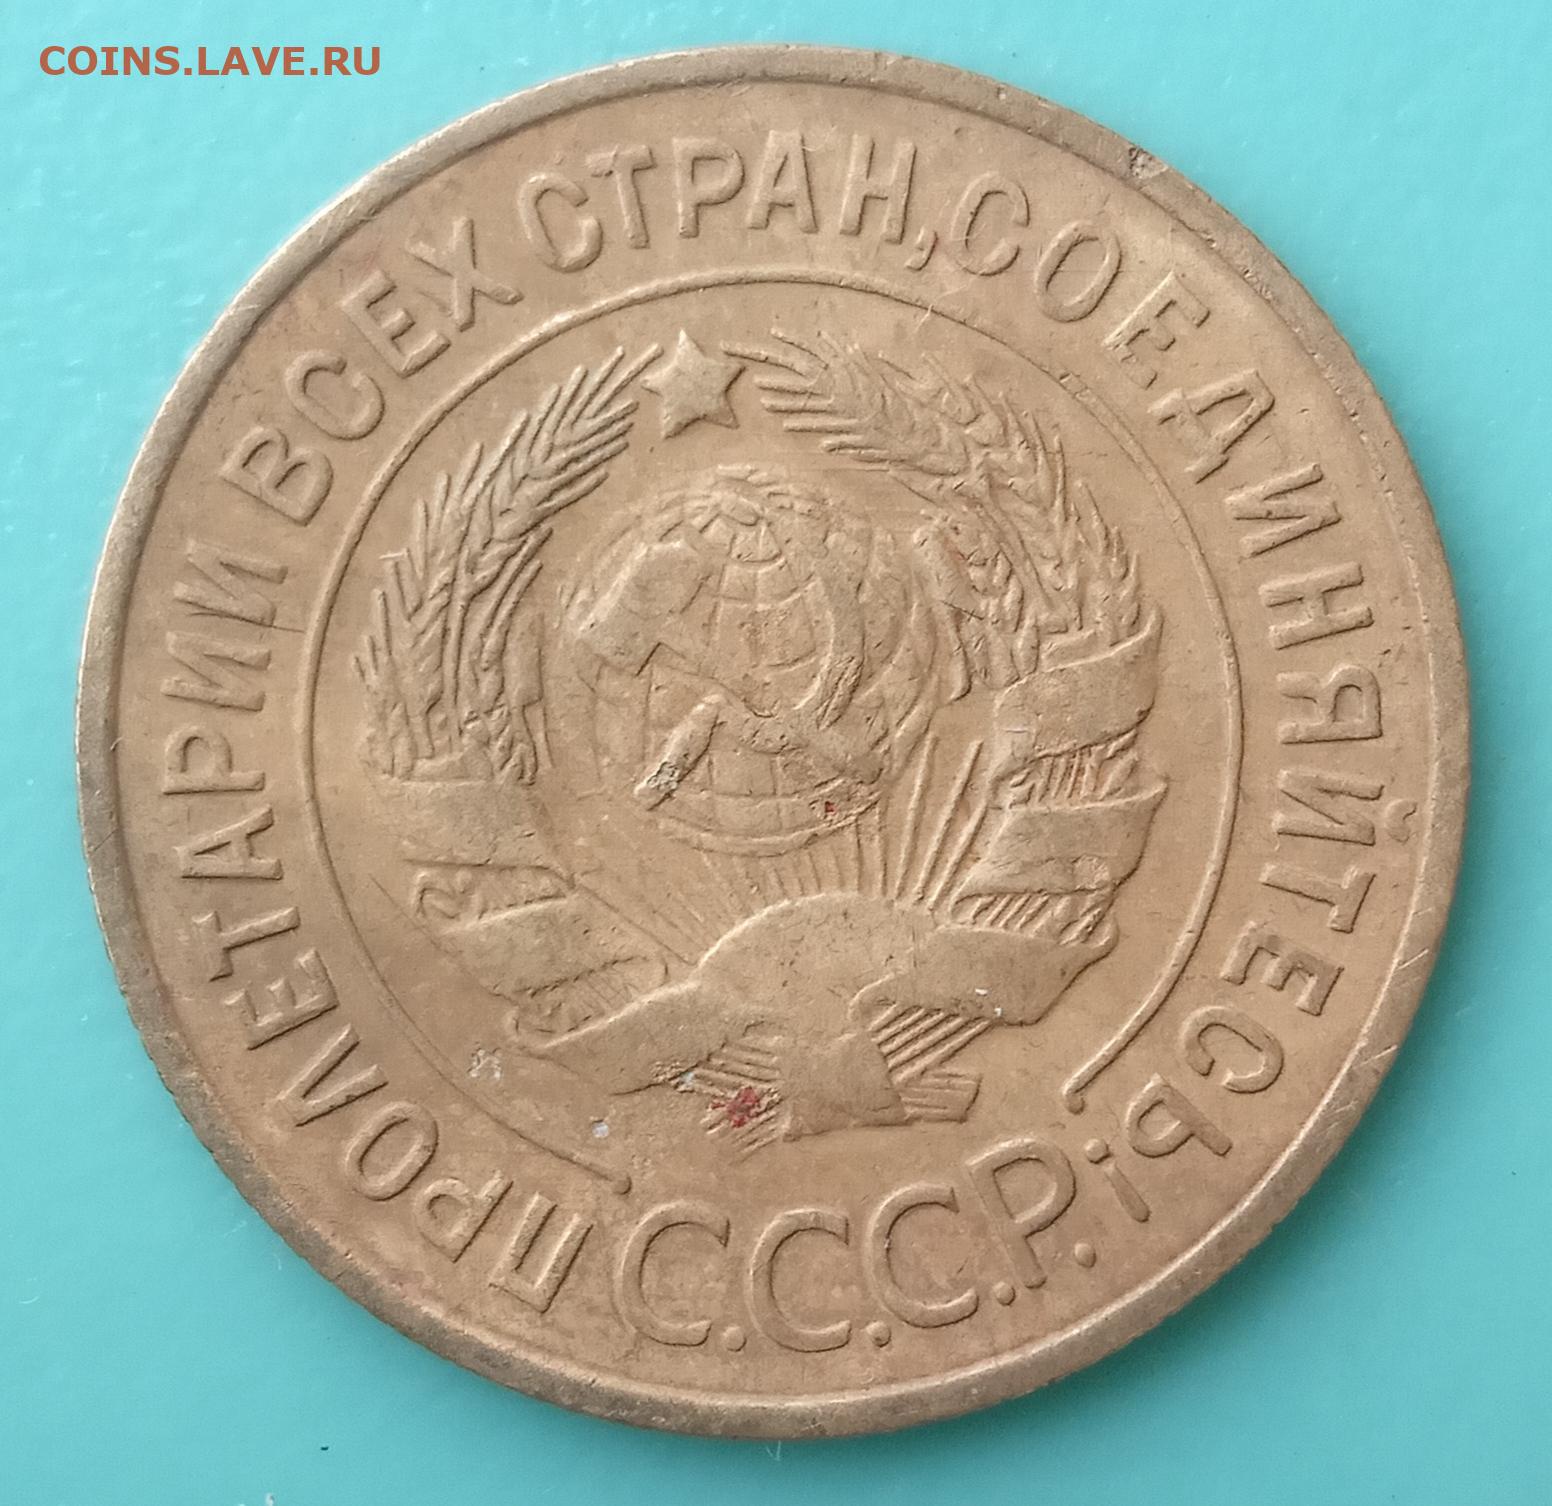 COINS.LAVE.RU
ПРОЛЕТАРИИ ВСЕХ СТРАН, СОЕДИНЯЙТЕСЬ!
С.С.С.Р.